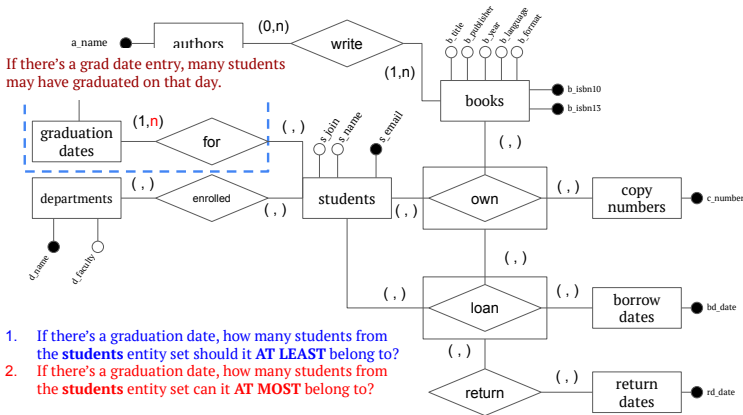 b_title
b_publisher
b_year
b_language
b_format
(0,n)
a_name
authors
write
If there's a grad date entry, many students
may have graduated on that day.
(1,n)
b_isbn10
books
b_isbn13
graduation
dates
(1,n)
for
( , )
s_join
s_name
s_email
( , )
departments
( , )
enrolled
( , )
students
( , )
own
( , )
copy
numbers
c_number
d_name
d_faculty
( , )
( , )
loan
( , )
borrow
dates
bd_date
1. If there's a graduation date, how many students from
the students entity set should it AT LEAST belong to?
2. If there's a graduation date, how many students from
the students entity set can it AT MOST belong to?
( , )
return
( , )
return
dates
rd_date